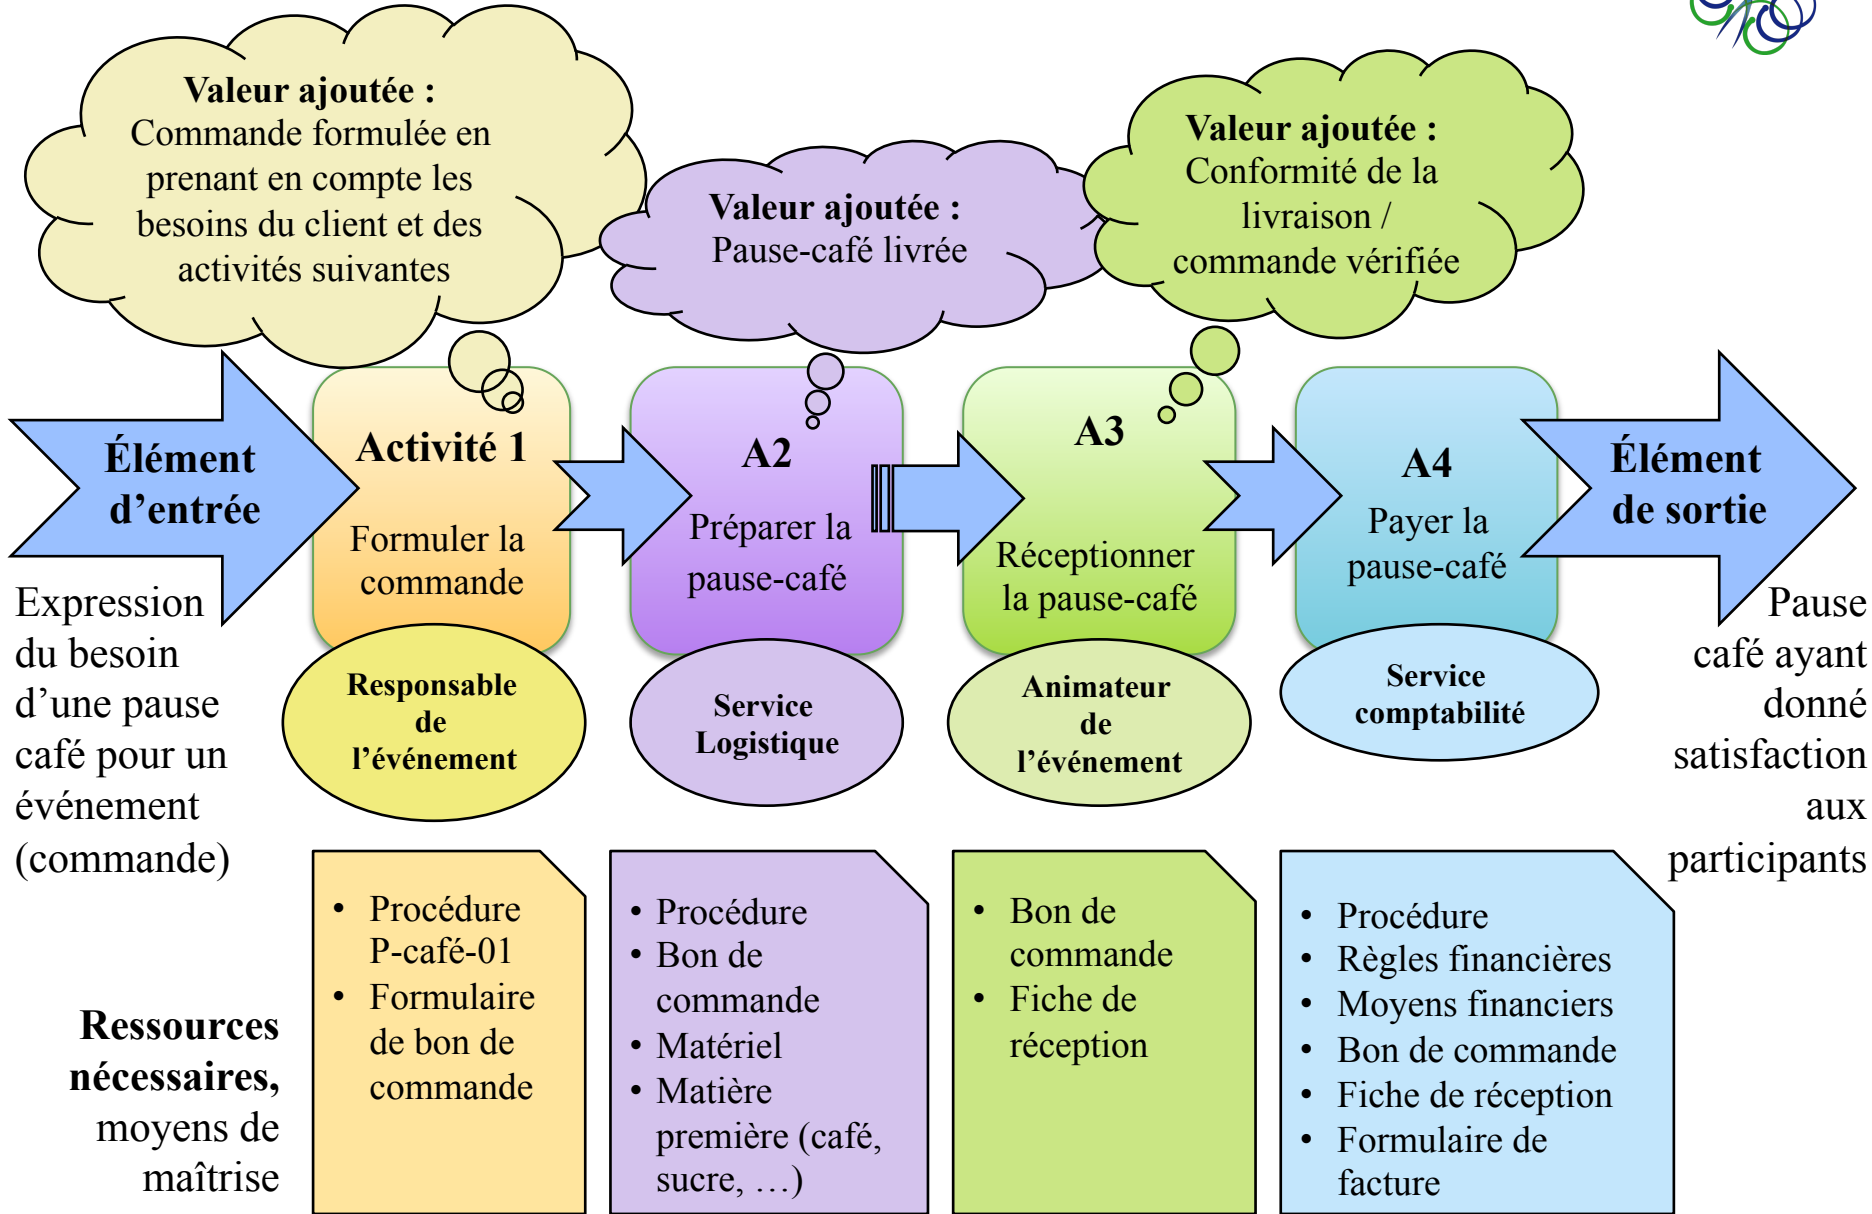 Valeur ajoutée :
Commande formulée en
prenant en compte les
besoins du client et des
activités suivantes
Valeur ajoutée :
Pause-café livrée
Valeur ajoutée :
Conformité de la
livraison /
commande vérifiée
Élément
d’entrée
Activité 1
Formuler la
commande
A2
Préparer la
pause-café
A3
Réceptionner
la pause-café
A4
Payer la
pause-café
Élément
de sortie
Expression
du besoin
d’une pause
café pour un
événement
(commande)
Responsable
de
l’événement
Service
Logistique
Animateur
de
l’événement
Service
comptabilité
Pause
café ayant
donné
satisfaction
aux
participants
Ressources
nécessaires,
moyens de
maîtrise
• Procédure
P-café-01
• Formulaire
de bon de
commande
• Procédure
• Bon de
commande
• Matériel
• Matière
première (café,
sucre, …)
• Bon de
commande
• Fiche de
réception
• Procédure
• Règles financières
• Moyens financiers
• Bon de commande
• Fiche de réception
• Formulaire de
facture